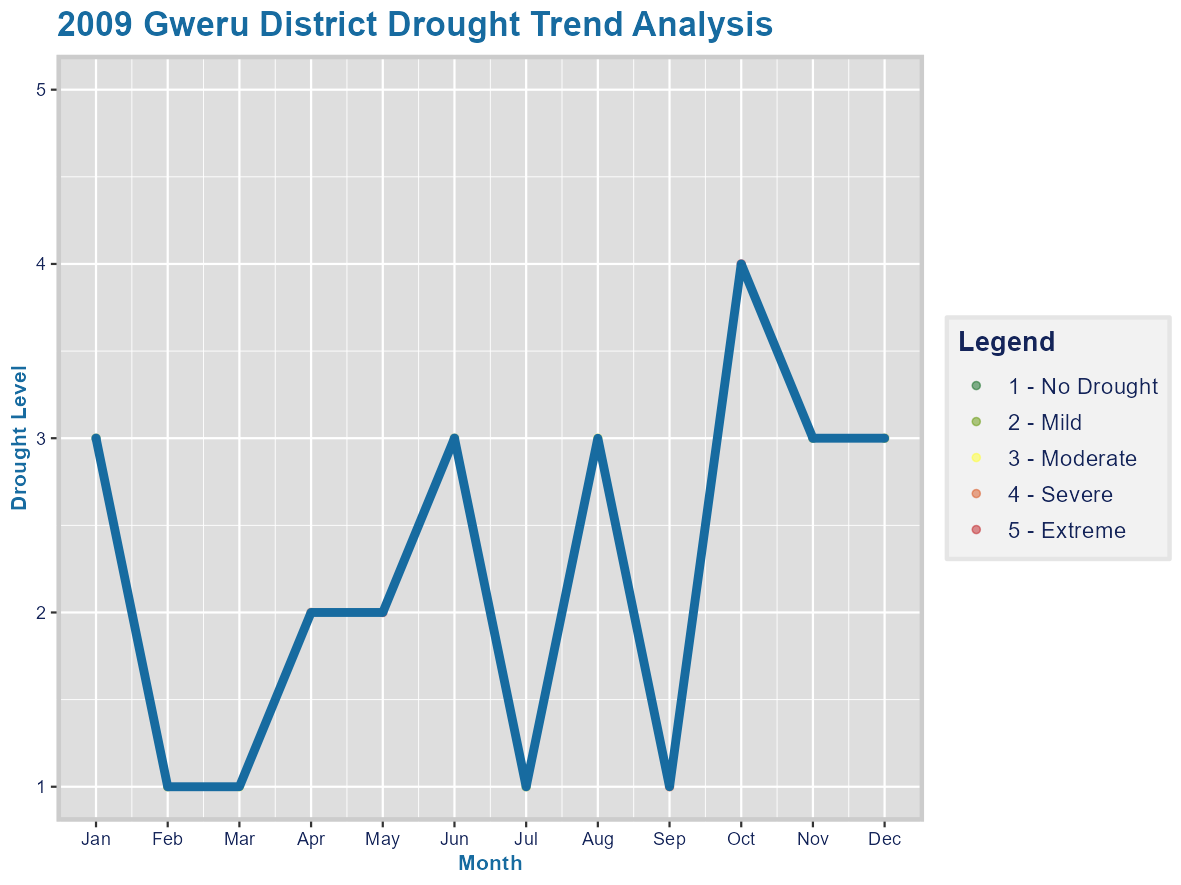 2009 Gweru District Drought Trend Analysis
Drought Level
5
4
3
2
1
Jan Feb Mar Apr May Jun Jul Aug Sep Oct Nov Dec
Month
Legend
1 - No Drought
2 - Mild
3 - Moderate
4 - Severe
5 - Extreme